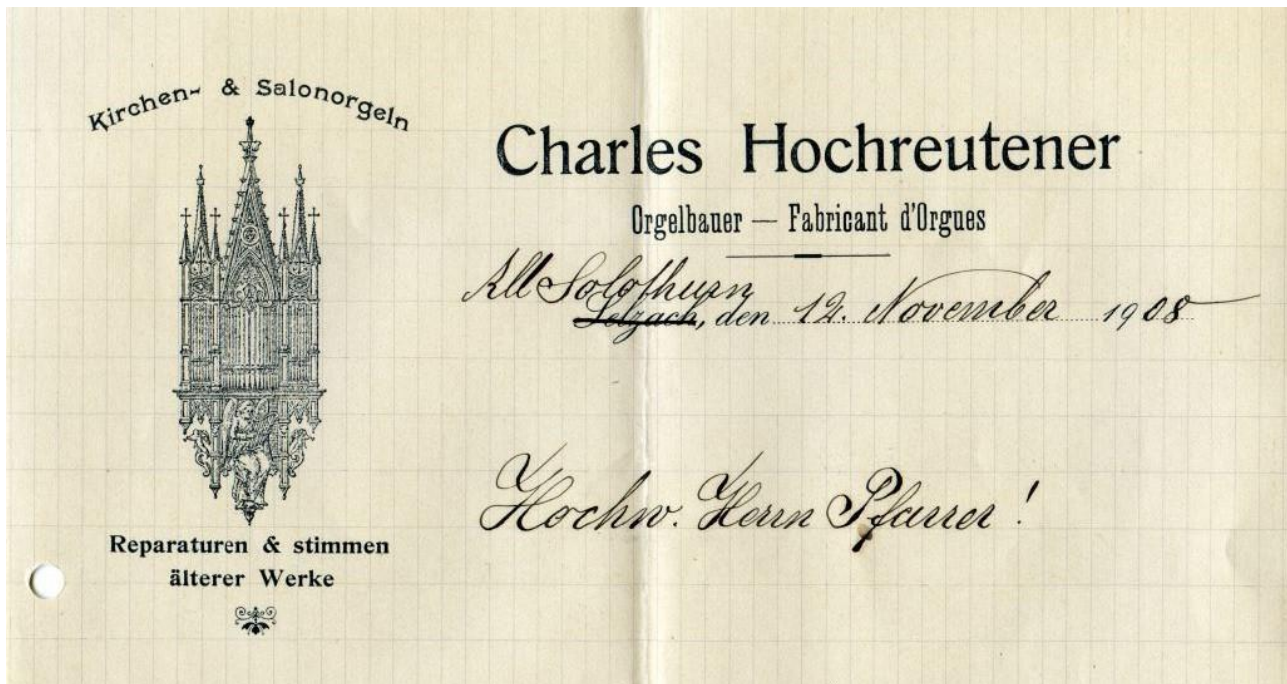 Kirchen- & Salonorgeln
Charles Hochreutener
Orgelbauer — Fabricant d'Orgues
Solothurn
Selzach, den 12. November 1908
Hochw. Herrn Pfarrer!
Reparaturen & stimmen
älterer Werke